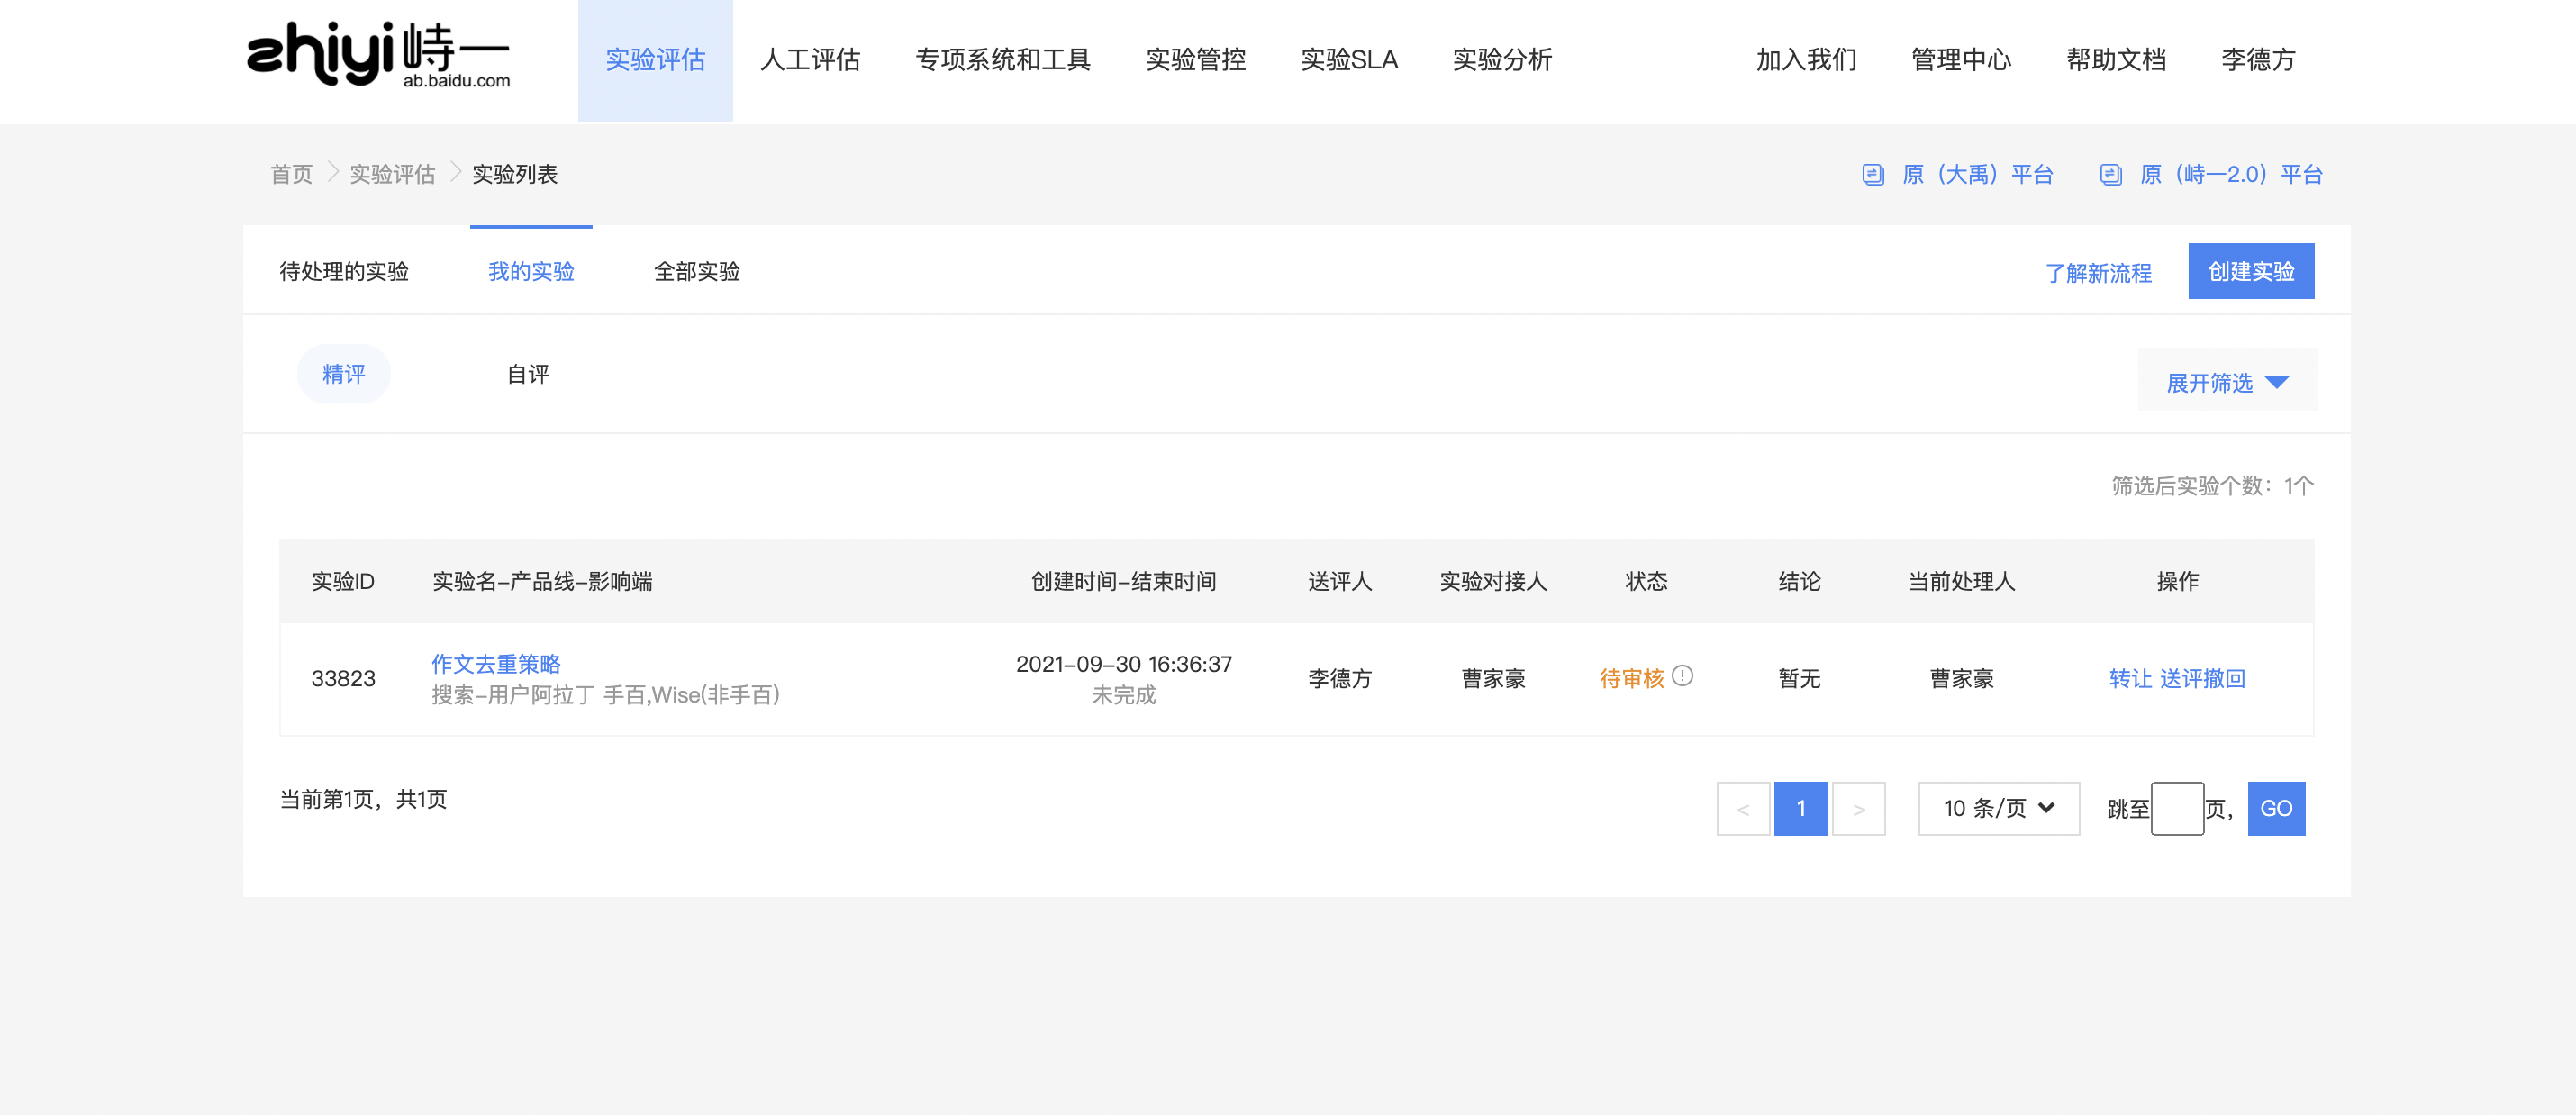 zhiyi 峙一
ab.baidu.com
实验评估 人工评估 专项系统和工具 实验管控 实验SLA 实验分析 加入我们 管理中心 帮助文档 李德方
首页 实验评估 实验列表 原（大禹）平台 原（峙一2.0）平台
待处理的实验 我的实验 全部实验 了解新流程 创建实验
精评 自评 展开筛选
筛选后实验个数：1个
实验ID 实验名-产品线-影响端 创建时间-结束时间 送评人 实验对接人 状态 结论 当前处理人 操作
33823 作文去重策略 2021-09-30 16:36:37 李德方 曹家豪 待审核 暂无 曹家豪 转让 送评撤回
搜索-用户阿拉丁 手百,Wise(非手百) 未完成
当前第1页，共1页 < 1 > 10 条/页 跳至 页， GO